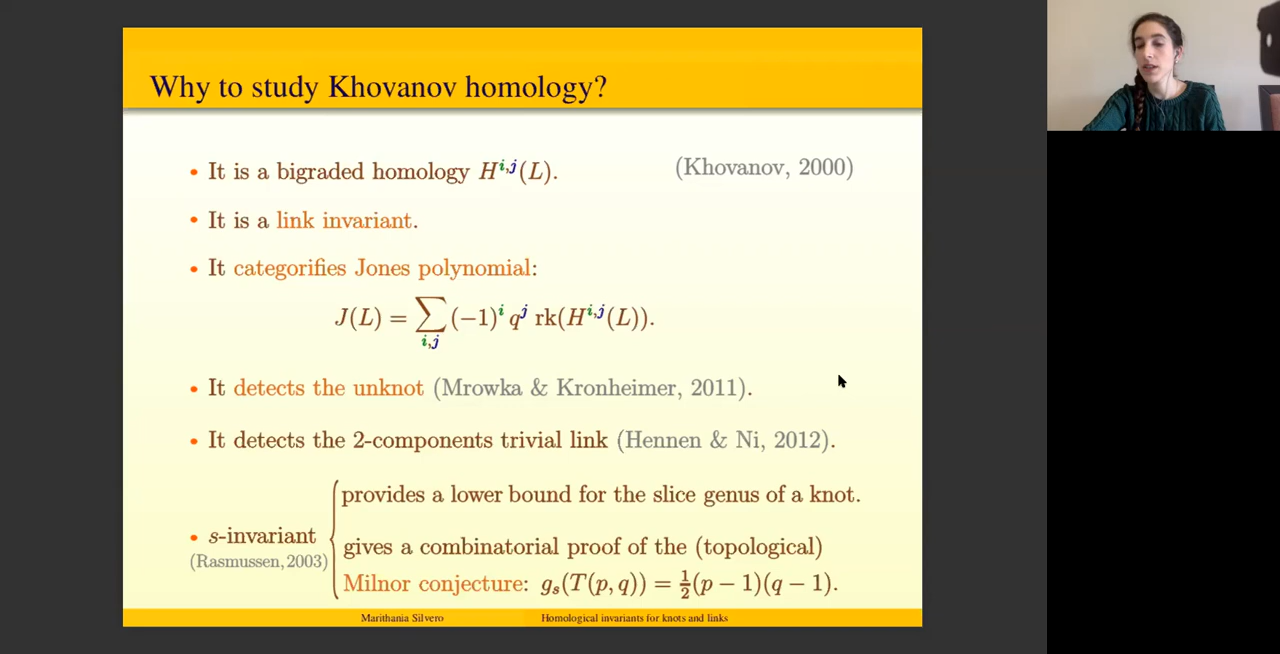 Why to study Khovanov homology?
• It is a bigraded homology H^{i,j}(L). (Khovanov, 2000)
• It is a link invariant.
• It categorifies Jones polynomial:
J(L) = ∑_{i,j} (−1)^i q^j rk(H^{i,j}(L)).
• It detects the unknot (Mrowka & Kronheimer, 2011).
• It detects the 2-components trivial link (Hennen & Ni, 2012).
• s-invariant
(Rasmussen, 2003)
provides a lower bound for the slice genus of a knot.
gives a combinatorial proof of the (topological)
Milnor conjecture: g_s(T(p, q)) = ½(p − 1)(q − 1).
Marithania Silvero Homological invariants for knots and links